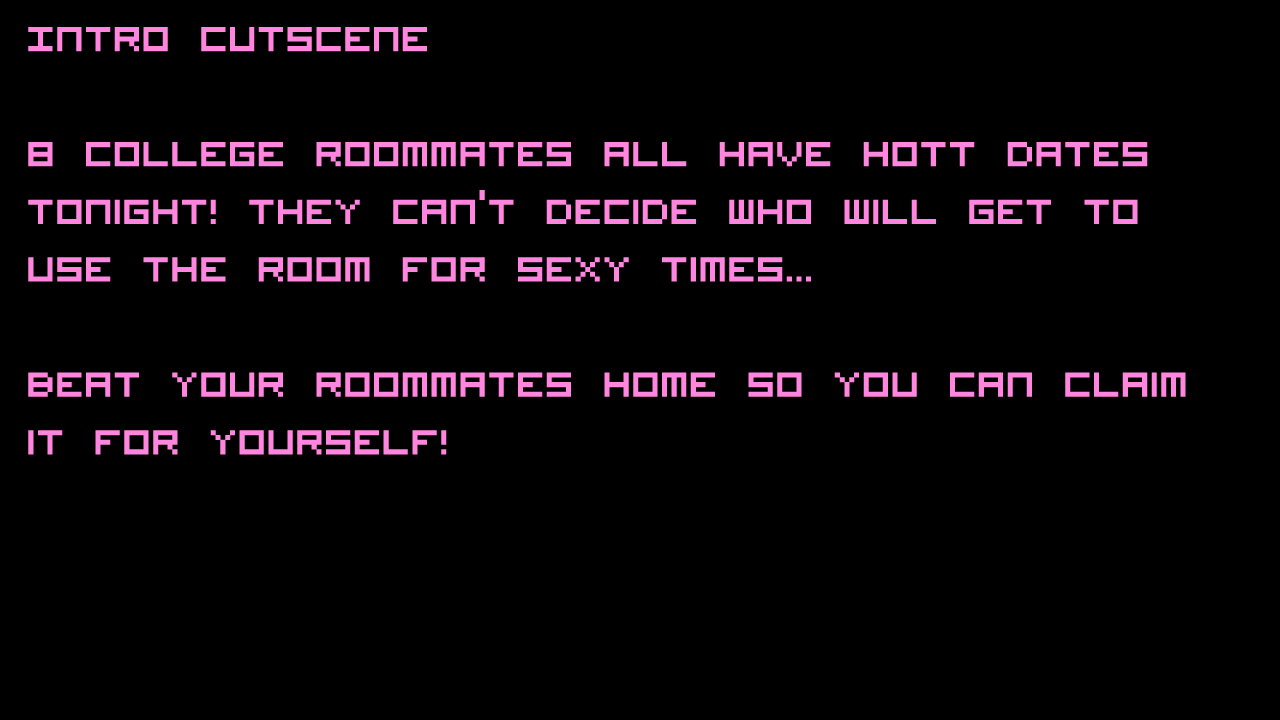 INTRO CUTSCENE
8 COLLEGE ROOMMATES ALL HAVE HOTT DATES
TONIGHT! THEY CAN'T DECIDE WHO WILL GET TO
USE THE ROOM FOR SEXY TIMES...
BEAT YOUR ROOMMATES HOME SO YOU CAN CLAIM
IT FOR YOURSELF!